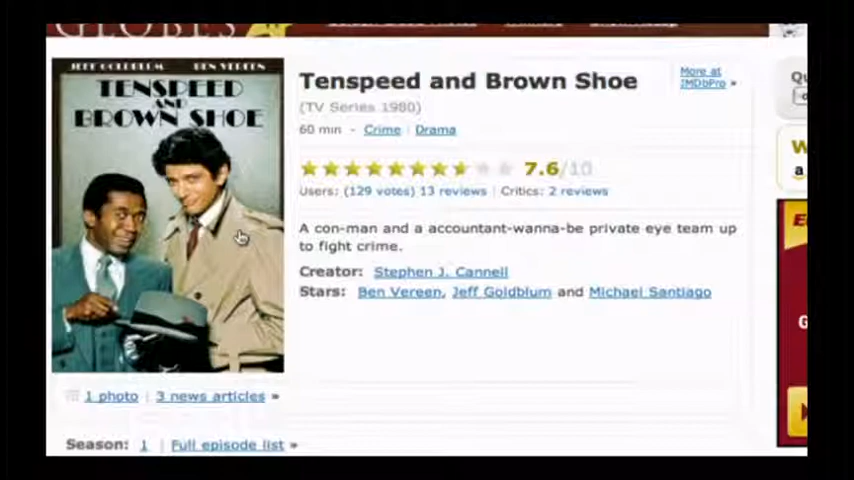 GLOBES
JEFF GOLDBLUM BEN VEREEN
TENSPEED
AND
BROWN SHOE
Tenspeed and Brown Shoe
More at
IMDbPro »
(TV Series 1980)
60 min - Crime | Drama
7.6/10
Users: (129 votes) 13 reviews | Critics: 2 reviews
A con-man and a accountant-wanna-be private eye team up
to fight crime.
Creator: Stephen J. Cannell
Stars: Ben Vereen, Jeff Goldblum and Michael Santiago
1 photo | 3 news articles »
Season: 1 | Full episode list »